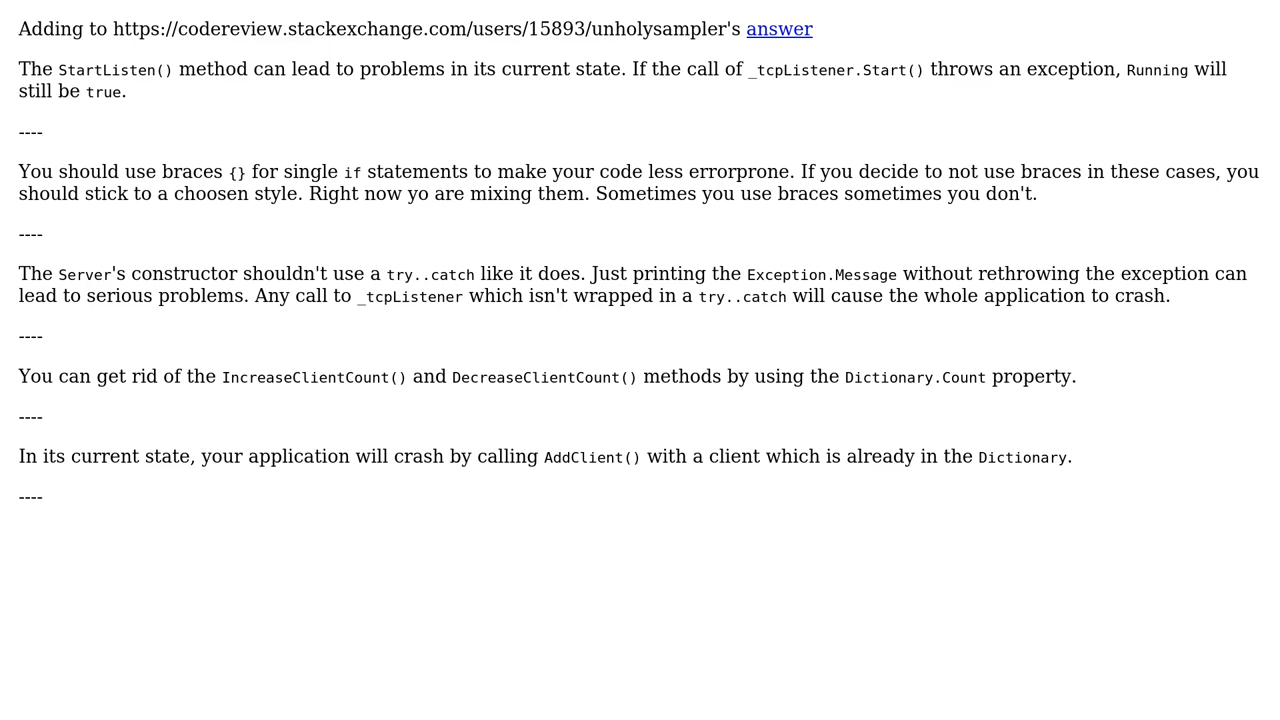 Adding to https://codereview.stackexchange.com/users/15893/unholysampler's answer
The StartListen() method can lead to problems in its current state. If the call of _tcpListener.Start() throws an exception, Running will
still be true.
----
You should use braces {} for single if statements to make your code less errorprone. If you decide to not use braces in these cases, you
should stick to a choosen style. Right now yo are mixing them. Sometimes you use braces sometimes you don't.
----
The Server's constructor shouldn't use a try..catch like it does. Just printing the Exception.Message without rethrowing the exception can
lead to serious problems. Any call to _tcpListener which isn't wrapped in a try..catch will cause the whole application to crash.
----
You can get rid of the IncreaseClientCount() and DecreaseClientCount() methods by using the Dictionary.Count property.
----
In its current state, your application will crash by calling AddClient() with a client which is already in the Dictionary.
----